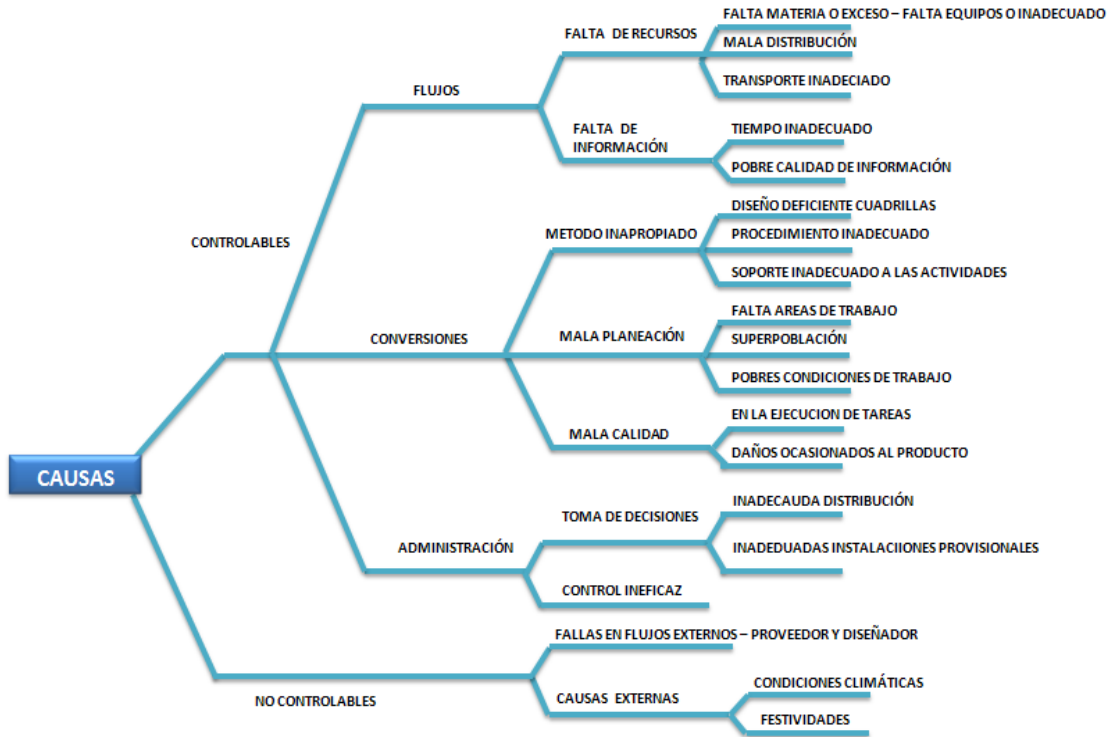 FALTA MATERIA O EXCESO – FALTA EQUIPOS O INADECUADO
FALTA DE RECURSOS
MALA DISTRIBUCIÓN
TRANSPORTE INADECIADO
FLUJOS
FALTA DE
INFORMACIÓN
TIEMPO INADECUADO
POBRE CALIDAD DE INFORMACIÓN
DISEÑO DEFICIENTE CUADRILLAS
CONTROLABLES
METODO INAPROPIADO
PROCEDIMIENTO INADECUADO
SOPORTE INADECUADO A LAS ACTIVIDADES
FALTA AREAS DE TRABAJO
CONVERSIONES
MALA PLANEACIÓN
SUPERPOBLACIÓN
POBRES CONDICIONES DE TRABAJO
EN LA EJECUCION DE TAREAS
MALA CALIDAD
DAÑOS OCASIONADOS AL PRODUCTO
CAUSAS
INADECAUDA DISTRIBUCIÓN
TOMA DE DECISIONES
ADMINISTRACIÓN
INADEDUADAS INSTALACIIONES PROVISIONALES
CONTROL INEFICAZ
FALLAS EN FLUJOS EXTERNOS – PROVEEDOR Y DISEÑADOR
NO CONTROLABLES
CAUSAS EXTERNAS
CONDICIONES CLIMÁTICAS
FESTIVIDADES